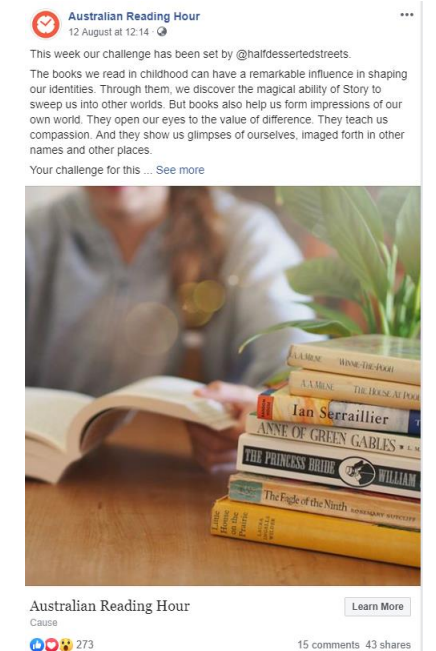 Australian Reading Hour
12 August at 12:14
This week our challenge has been set by @halfdessertedstreets.
The books we read in childhood can have a remarkable influence in shaping
our identities. Through them, we discover the magical ability of Story to
sweep us into other worlds. But books also help us form impressions of our
own world. They open our eyes to the value of difference. They teach us
compassion. And they show us glimpses of ourselves, imaged forth in other
names and other places.
Your challenge for this ... See more
A.A.MILNE WINNIE-THE-POOH
A.A.MILNE THE HOUSE AT POO
Ian Serraillier
ANNE OF GREEN GABLES
THE PRINCESS BRIDE WILLIAM
The Eagle of the Ninth ROSEMARY SUTCLIFF
Little House on the Prairie LAURA INGALLS WILDER
Australian Reading Hour
Learn More
Cause
273
15 comments 43 shares